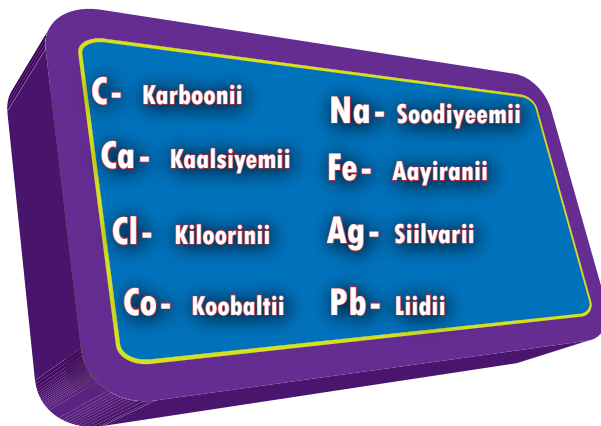 C- Karboonii
Ca- Kaalsiyemii
Cl- Kiloorinii
Co- Koobaltii
Na- Soodiyeemii
Fe- Aayiranii
Ag- Siilvarii
Pb- Liidii